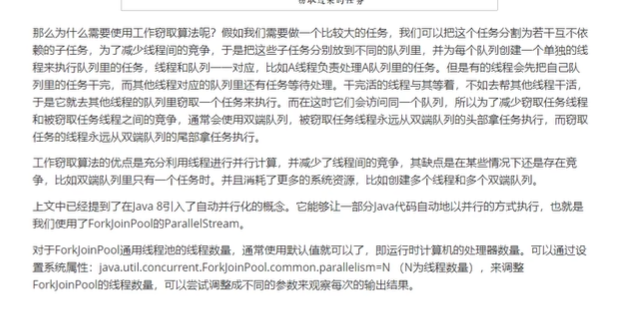 窃取过来的任务
那么为什么需要使用工作窃取算法呢？假如我们需要做一个比较大的任务，我们可以把这个任务分割为若干互不依
赖的子任务，为了减少线程间的竞争，于是把这些子任务分别放到不同的队列里，并为每个队列创建一个单独的线
程来执行队列里的任务，线程和队列一一对应，比如A线程负责处理A队列里的任务。但是有的线程会先把自己队
列里的任务干完，而其他线程对应的队列里还有任务等待处理。干完活的线程与其等着，不如去帮其他线程干活，
于是它就去其他线程的队列里窃取一个任务来执行。而在这时它们会访问同一个队列，所以为了减少窃取任务线程
和被窃取任务线程之间的竞争，通常会使用双端队列，被窃取任务线程永远从双端队列的头部拿任务执行，而窃取
任务的线程永远从双端队列的尾部拿任务执行。
工作窃取算法的优点是充分利用线程进行并行计算，并减少了线程间的竞争，其缺点是在某些情况下还是存在竞
争，比如双端队列里只有一个任务时。并且消耗了更多的系统资源，比如创建多个线程和多个双端队列。
上文中已经提到了在Java 8引入了自动并行化的概念。它能够让一部分Java代码自动地以并行的方式执行，也就是
我们使用了ForkJoinPool的ParallelStream。
对于ForkJoinPool通用线程池的线程数量，通常使用默认值就可以了，即运行时计算机的处理器数量。可以通过设
置系统属性：java.util.concurrent.ForkJoinPool.common.parallelism=N （N为线程数量），来调整
ForkJoinPool的线程数量，可以尝试调整成不同的参数来观察每次的输出结果。